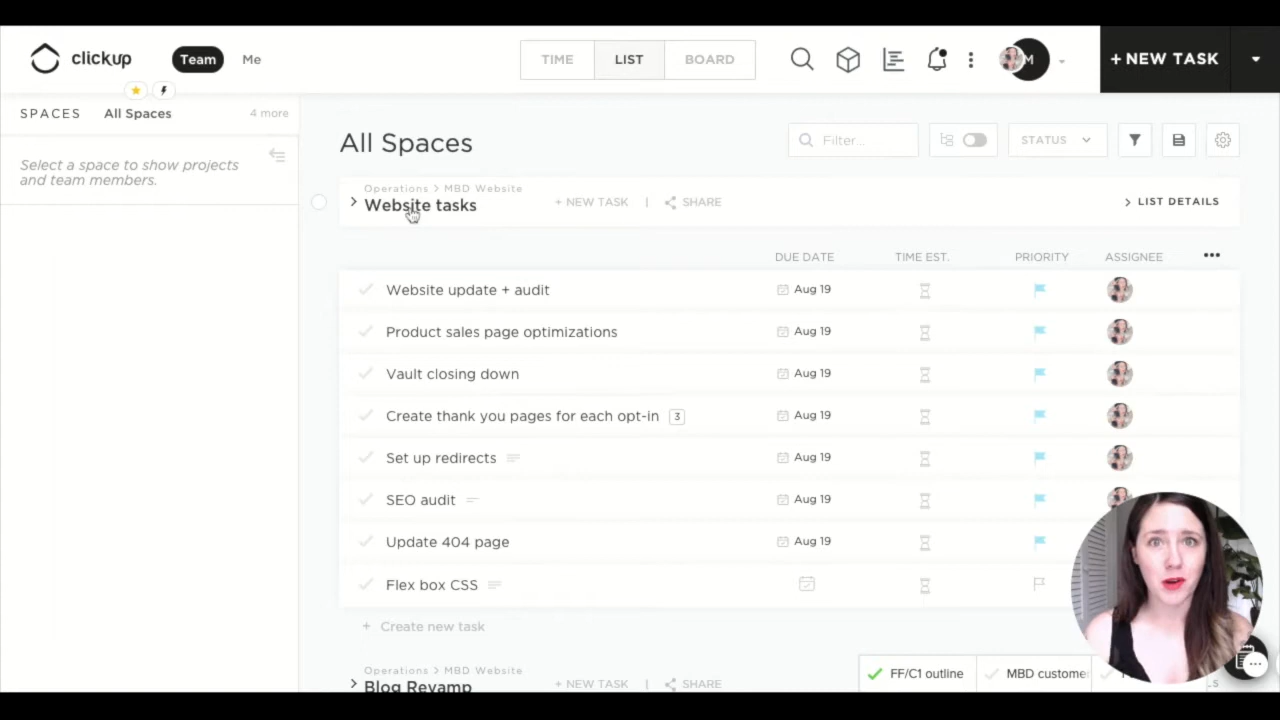 clickup
Team
Me
TIME
LIST
BOARD
M
+ NEW TASK
SPACES
All Spaces
4 more
Select a space to show projects
and team members.
All Spaces
Filter...
STATUS
Operations > MBD Website
Website tasks
+ NEW TASK
|
SHARE
LIST DETAILS
DUE DATE
TIME EST.
PRIORITY
ASSIGNEE
Website update + audit
Aug 19
Product sales page optimizations
Aug 19
Vault closing down
Aug 19
Create thank you pages for each opt-in
3
Aug 19
Set up redirects
Aug 19
SEO audit
Aug 19
Update 404 page
Aug 19
Flex box CSS
+ Create new task
Operations > MBD Website
Blog Revamp
+ NEW TASK
|
SHARE
FF/C1 outline
MBD custome